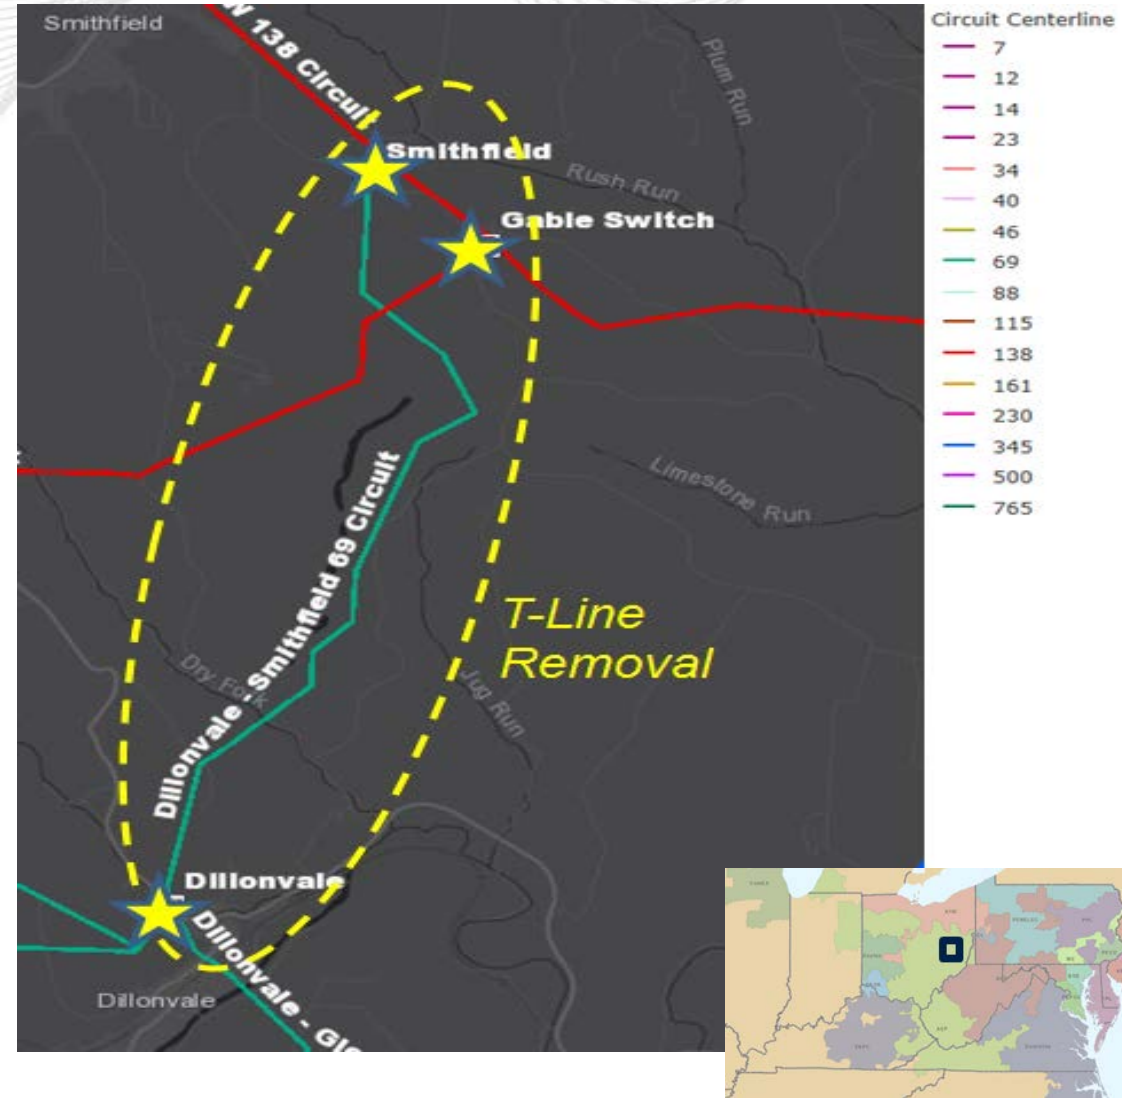 Smithfield
W 138 Circuit
Plum Run
Smithfield
Rush Run
Gable Switch
Limestone Run
Dillonvale - Smithfield 69 Circuit
T-Line
Removal
Dry Fork
Jug Run
Dillonvale
Dillonvale - Gle
Dillonvale
Circuit Centerline
7
12
14
23
34
40
46
69
88
115
138
161
230
345
500
765